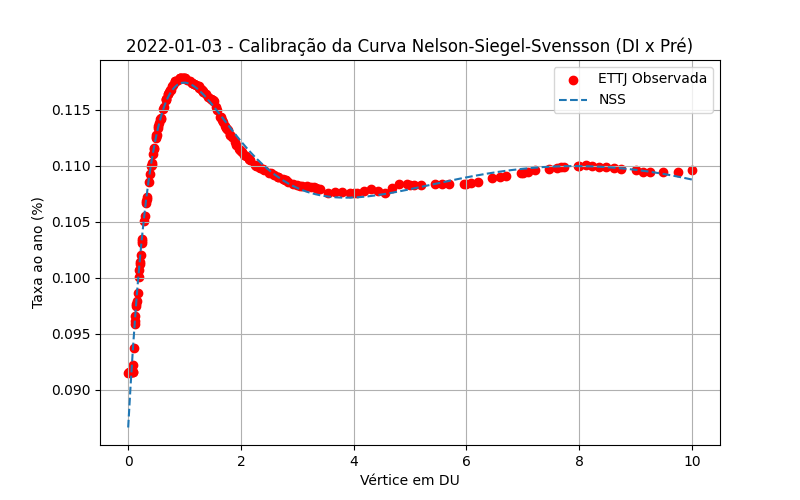 2022-01-03 - Calibração da Curva Nelson-Siegel-Svensson (DI x Pré)
ETTJ Observada
NSS
Taxa ao ano (%)
0.115
0.110
0.105
0.100
0.095
0.090
0 2 4 6 8 10
Vértice em DU